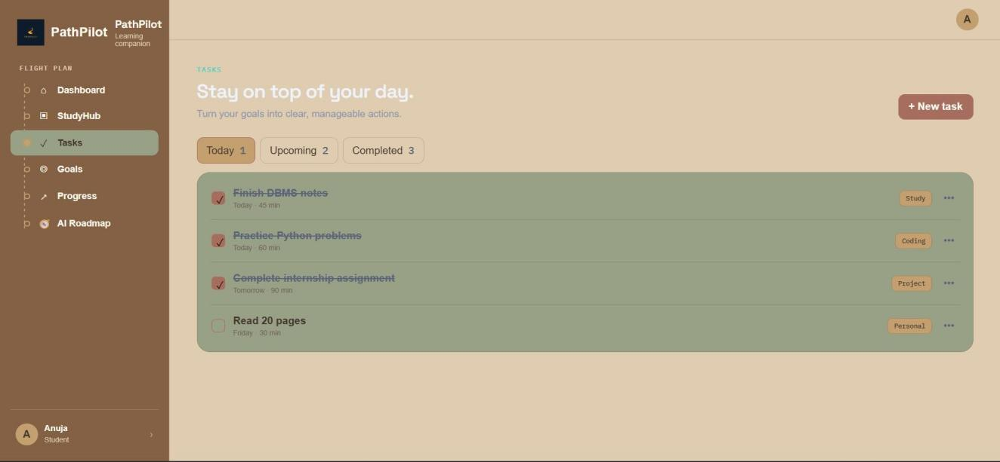 PathPilot
PathPilot
Learning
companion
FLIGHT PLAN
Dashboard
StudyHub
Tasks
Goals
Progress
AI Roadmap
Anuja
Student
A
A
TASKS
Stay on top of your day.
Turn your goals into clear, manageable actions.
+ New task
Today 1
Upcoming 2
Completed 3
Finish DBMS notes
Today · 45 min
Study
Practice Python problems
Today · 60 min
Coding
Complete internship assignment
Tomorrow · 90 min
Project
Read 20 pages
Friday · 30 min
Personal